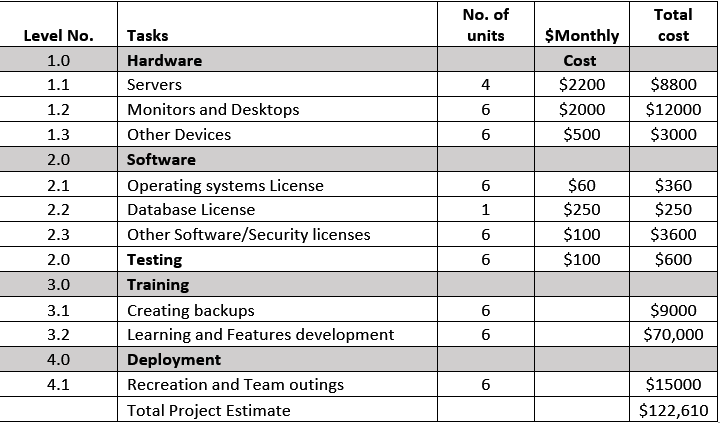 Level No. Tasks No. of units $Monthly Total cost
1.0 Hardware Cost
1.1 Servers 4 $2200 $8800
1.2 Monitors and Desktops 6 $2000 $12000
1.3 Other Devices 6 $500 $3000
2.0 Software
2.1 Operating systems License 6 $60 $360
2.2 Database License 1 $250 $250
2.3 Other Software/Security licenses 6 $100 $3600
2.0 Testing 6 $100 $600
3.0 Training
3.1 Creating backups 6 $9000
3.2 Learning and Features development 6 $70,000
4.0 Deployment
4.1 Recreation and Team outings 6 $15000
Total Project Estimate $122,610